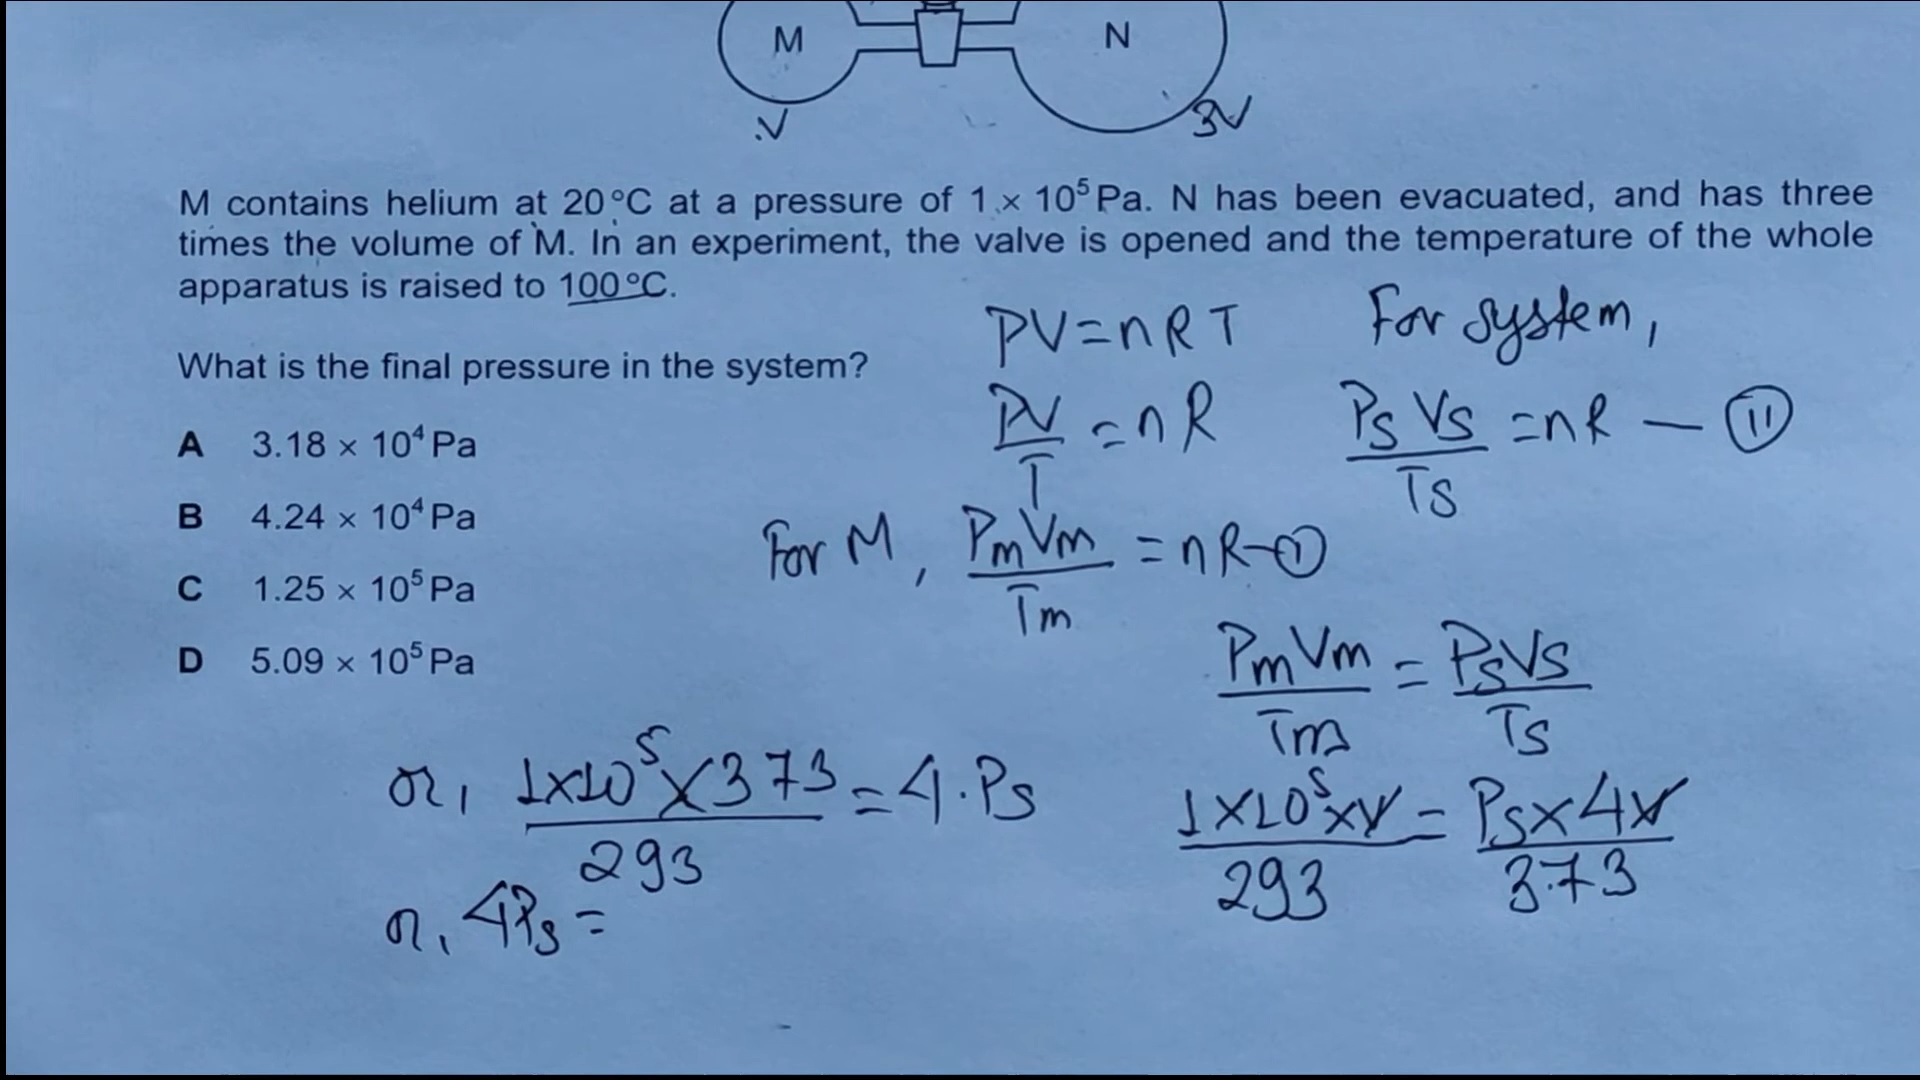 M
N
V
3V
M contains helium at 20 °C at a pressure of 1 × 10⁵ Pa. N has been evacuated, and has three
times the volume of M. In an experiment, the valve is opened and the temperature of the whole
apparatus is raised to 100 °C.
What is the final pressure in the system?
A 3.18 × 10⁴ Pa
B 4.24 × 10⁴ Pa
C 1.25 × 10⁵ Pa
D 5.09 × 10⁵ Pa
PV = nRT
PV/T = nR
For M, PmVm/Tm = nR - (1)
For system,
PsVs/Ts = nR — (11)
PmVm/Tm = PsVs/Ts
1×10⁵×V/293 = Ps×4V/373
or, 1×10⁵×373/293 = 4.Ps
or, 4Ps =